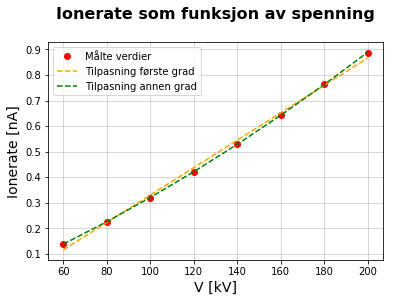 Ionerate som funksjon av spenning
Målte verdier
Tilpasning første grad
Tilpasning annen grad
Ionerate [nA]
0.9
0.8
0.7
0.6
0.5
0.4
0.3
0.2
0.1
60 80 100 120 140 160 180 200
V [kV]